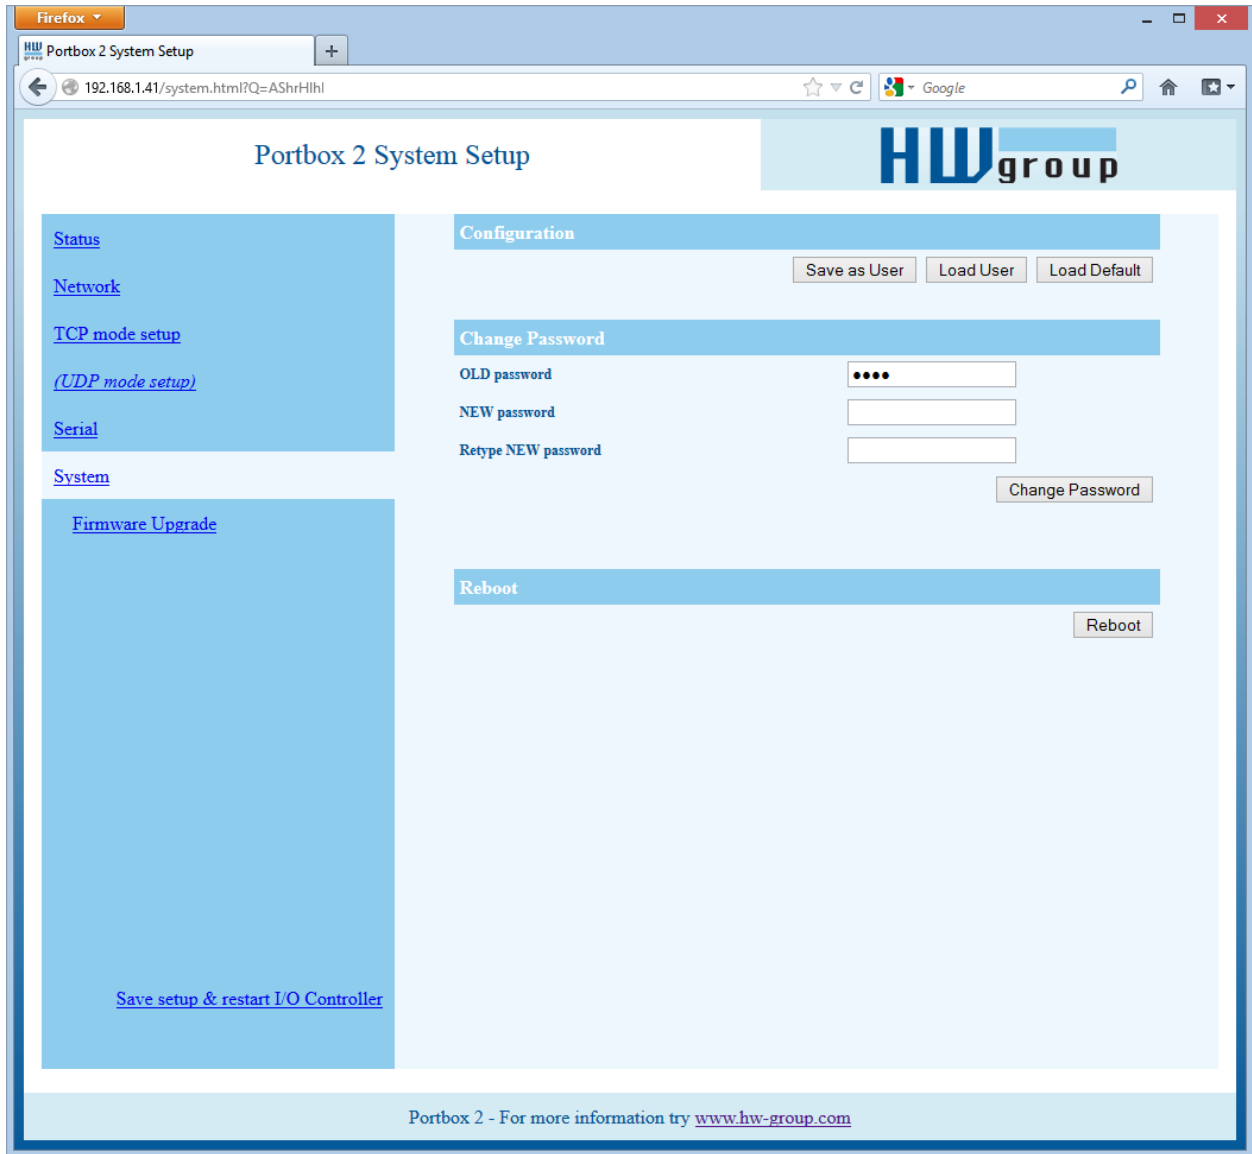 Firefox
HW group Portbox 2 System Setup
192.168.1.41/system.html?Q=AShrHIhI
Google
Portbox 2 System Setup
HW group
Status
Network
TCP mode setup
(UDP mode setup)
Serial
System
Firmware Upgrade
Save setup & restart I/O Controller
Configuration
Save as User Load User Load Default
Change Password
OLD password ••••
NEW password
Retype NEW password
Change Password
Reboot
Reboot
Portbox 2 - For more information try www.hw-group.com